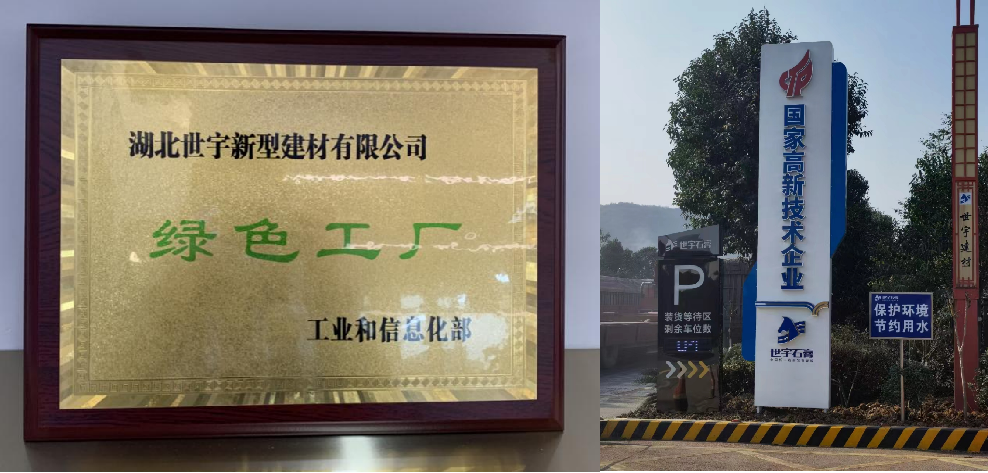 湖北世宇新型建材有限公司
绿色工厂
工业和信息化部
国家高新技术企业
世宇石膏
世宇石膏
P
装货等待区
剩余车位数
保护环境
节约用水
世宇建材